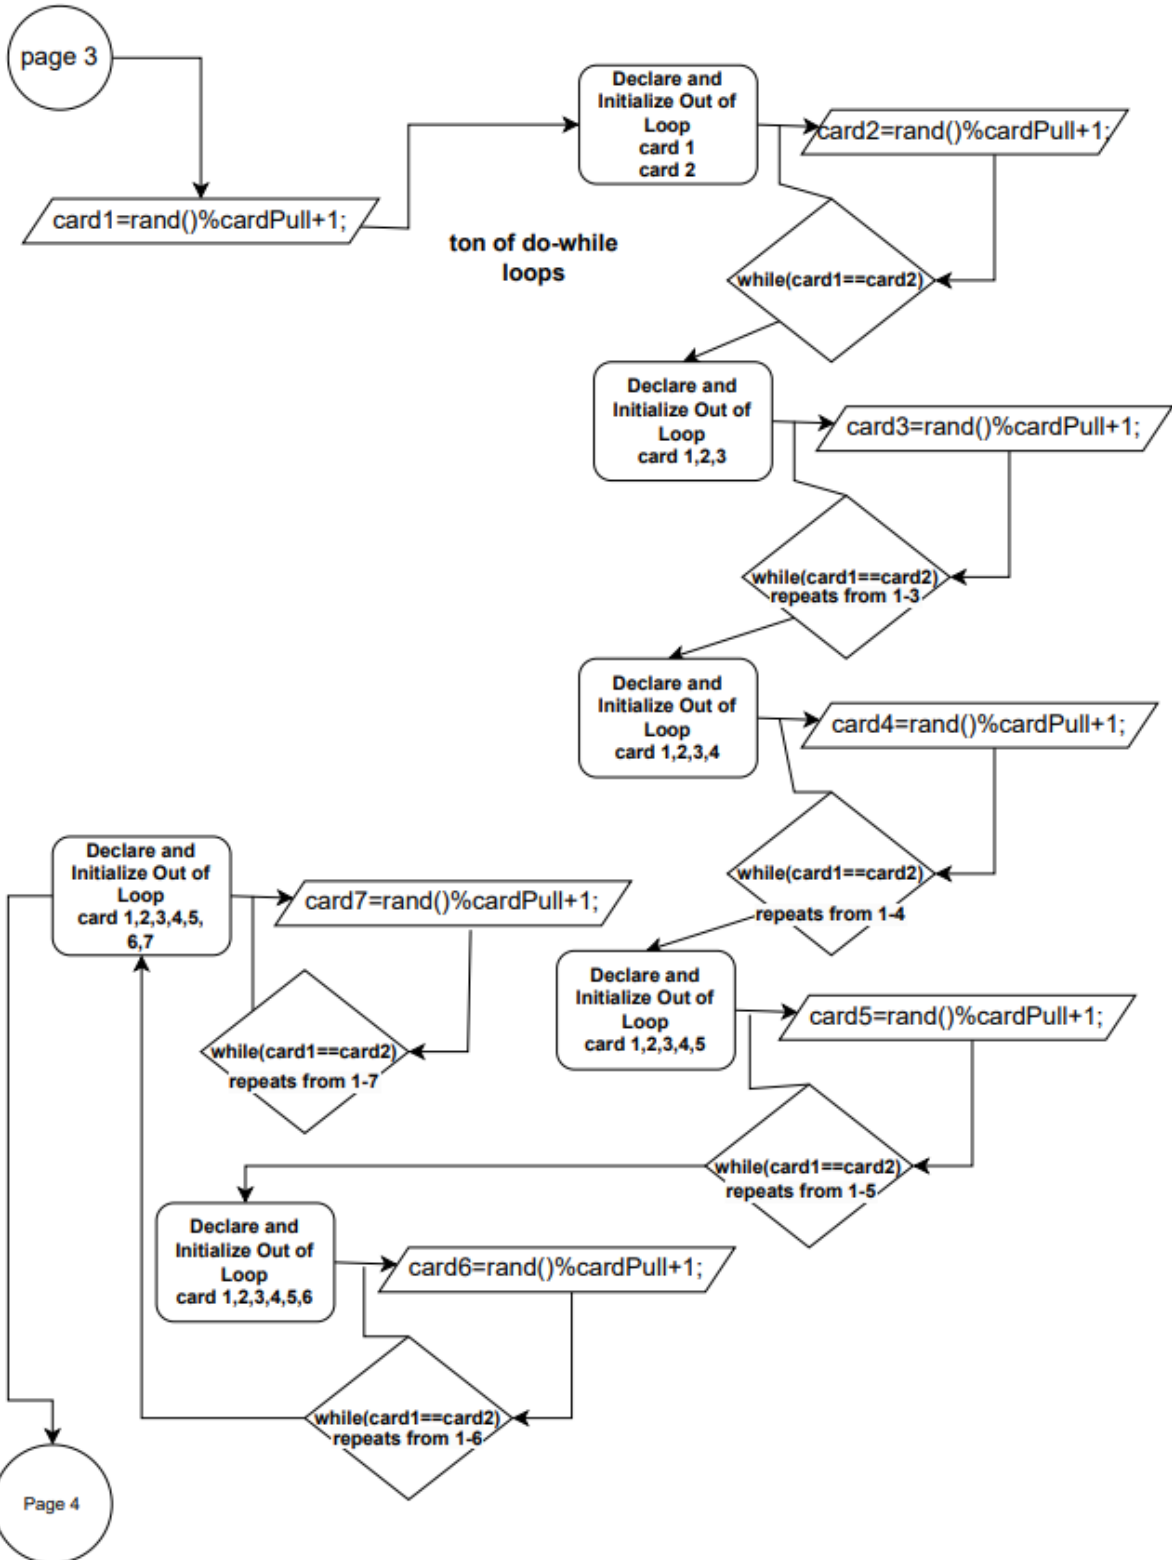 page 3
card1=rand()%cardPull+1;
Declare and
Initialize Out of
Loop
card 1
card 2
card2=rand()%cardPull+1;
ton of do-while
loops
while(card1==card2)
Declare and
Initialize Out of
Loop
card 1,2,3
card3=rand()%cardPull+1;
while(card1==card2)
repeats from 1-3
Declare and
Initialize Out of
Loop
card 1,2,3,4
card4=rand()%cardPull+1;
while(card1==card2)
repeats from 1-4
Declare and
Initialize Out of
Loop
card 1,2,3,4,5
card5=rand()%cardPull+1;
while(card1==card2)
repeats from 1-5
Declare and
Initialize Out of
Loop
card 1,2,3,4,5,6
card6=rand()%cardPull+1;
while(card1==card2)
repeats from 1-6
Declare and
Initialize Out of
Loop
card 1,2,3,4,5,
6,7
card7=rand()%cardPull+1;
while(card1==card2)
repeats from 1-7
Page 4